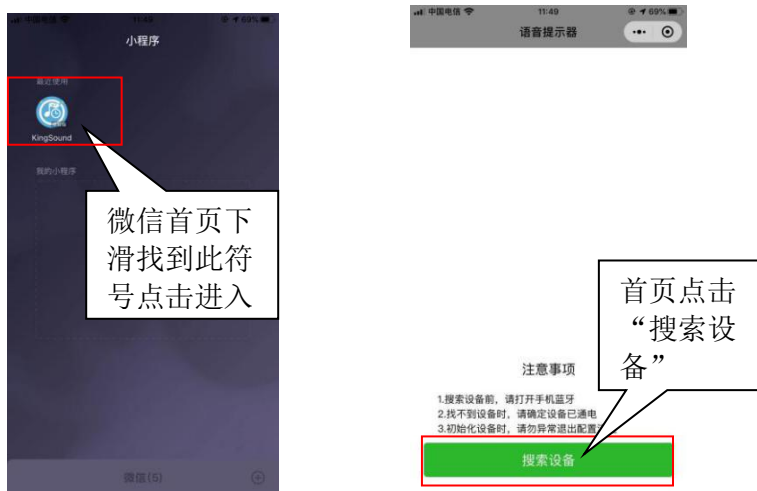 中国电信 11:49 69%
小程序
最近使用
KingSound
我的小程序
微信首页下
滑找到此符
号点击进入
微信(5)
中国电信 11:49 69%
语音提示器
首页点击
“搜索设
备”
注意事项
1.搜索设备前，请打开手机蓝牙
2.找不到设备时，请确定设备已通电
3.初始化设备时，请勿异常退出配置
搜索设备